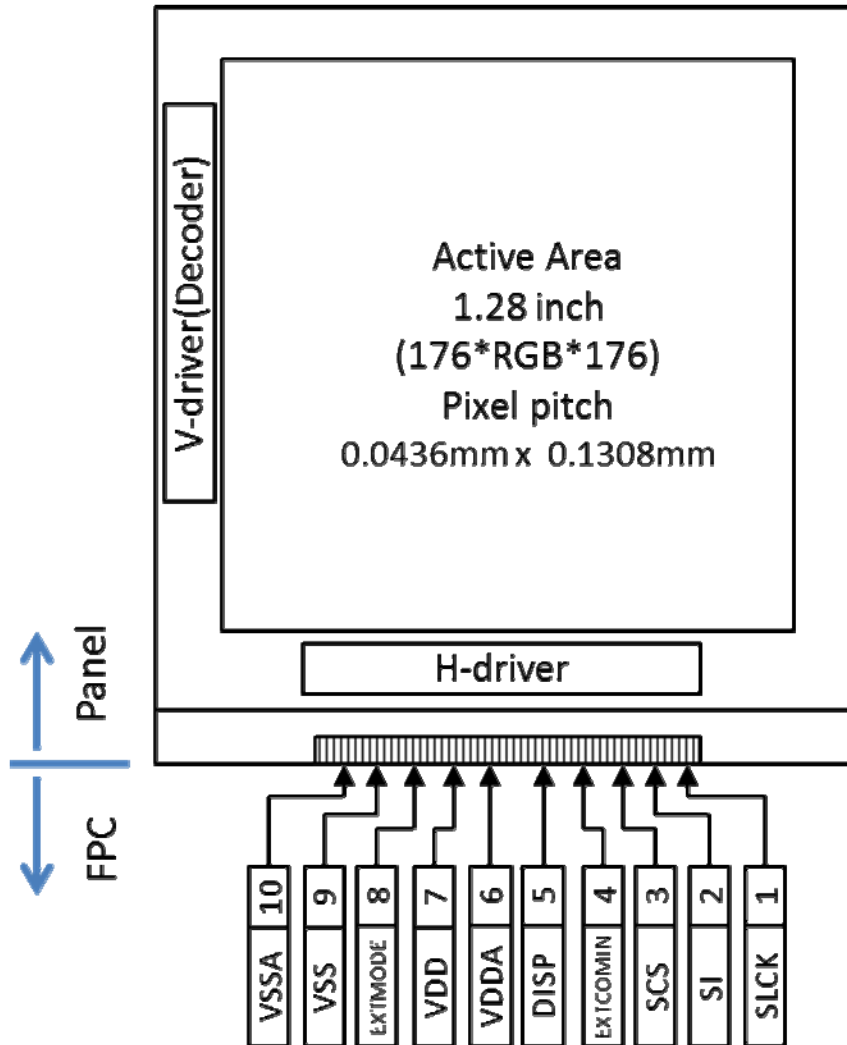 V-driver(Decoder)
Active Area
1.28 inch
(176*RGB*176)
Pixel pitch
0.0436mm x 0.1308mm
H-driver
Panel
FPC
10
9
8
7
6
5
4
3
2
1
VSSA
VSS
EXTMODE
VDD
VDDA
DISP
EXTCOMIN
SCS
SI
SLCK